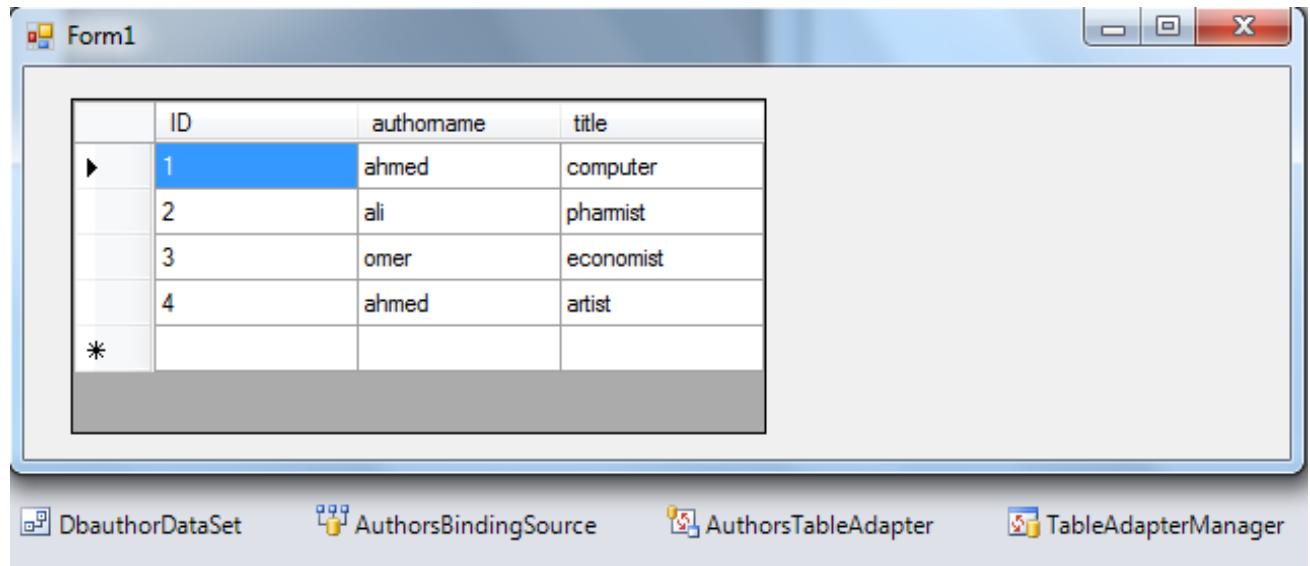 Form1
ID authorname title
1 ahmed computer
2 ali pharmist
3 omer economist
4 ahmed artist
DbauthorDataSet AuthorsBindingSource AuthorsTableAdapter TableAdapterManager